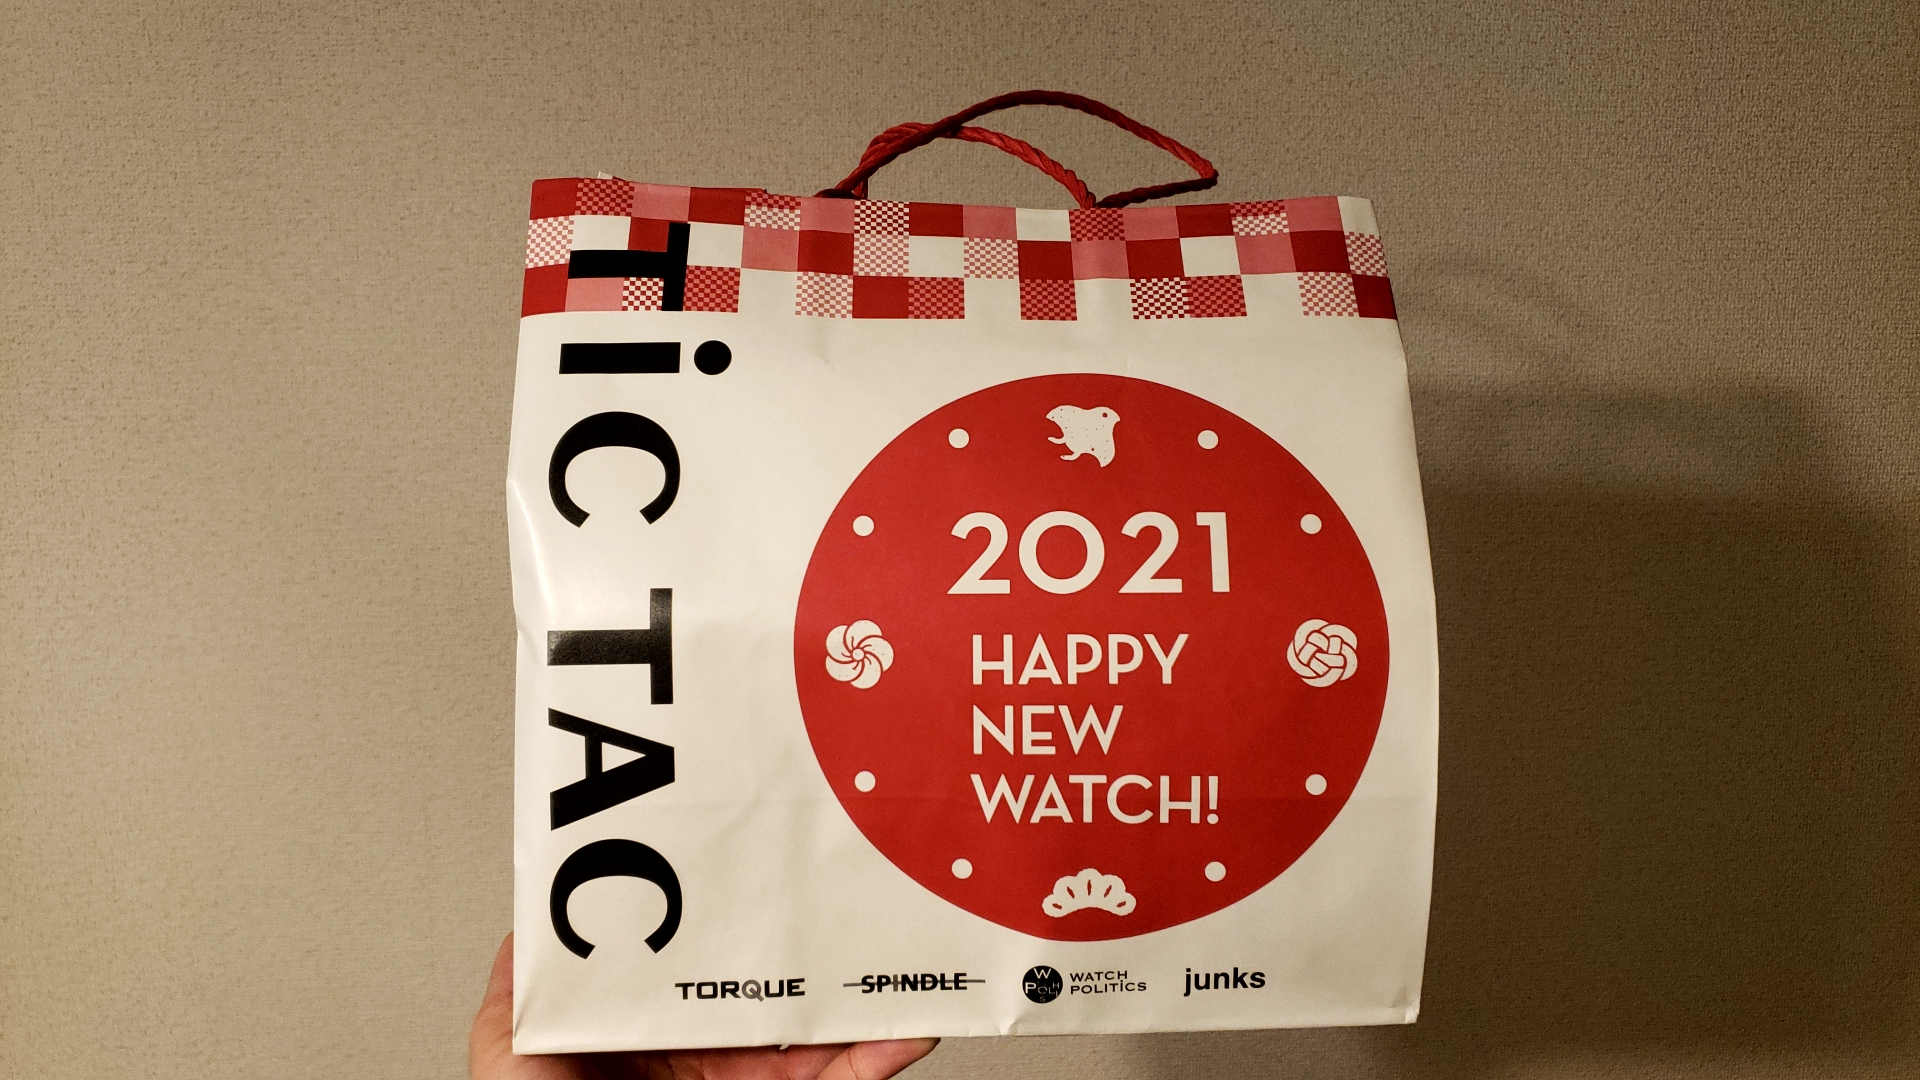 TiC TAC
2021
HAPPY
NEW
WATCH!
TORQUE
SPINDLE
WATCH
POLITICS
junks